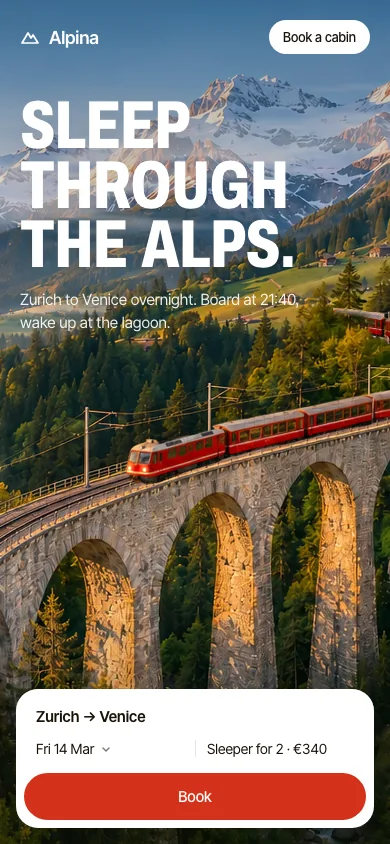 Alpina
Book a cabin
SLEEP
THROUGH
THE ALPS.
Zurich to Venice overnight. Board at 21:40,
wake up at the lagoon.
Zurich → Venice
Fri 14 Mar
Sleeper for 2 · €340
Book